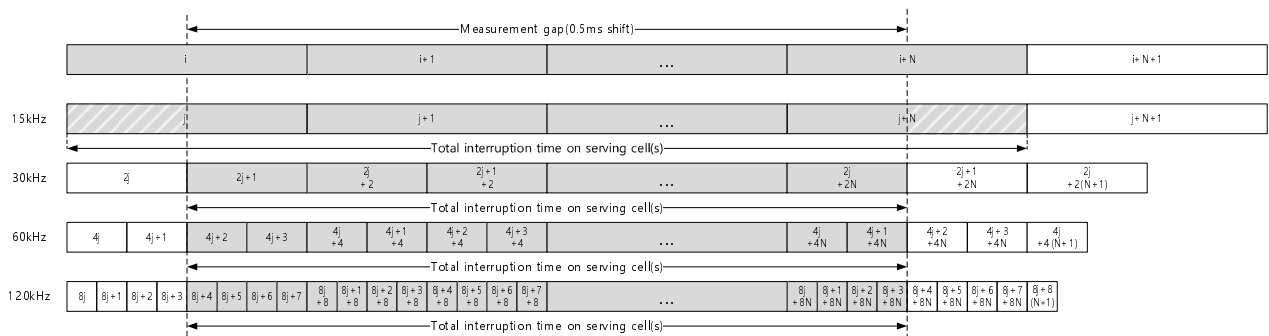 Measurement gap(0.5ms shift)
i i+1 ... i+N i+N+1
15kHz j j+1 ... j+N j+N+1
Total interruption time on serving cell(s)
30kHz 2j 2j+1 2j +2 2j+1 +2 ... 2j +2N 2j+1 +2N 2j +2(N+1)
Total interruption time on serving cell(s)
60kHz 4j 4j+1 4j+2 4j+3 4j +4 4j+1 +4 4j+2 +4 4j+3 +4 ... 4j +4N 4j+1 +4N 4j+2 +4N 4j+3 +4N 4j +4(N+1)
Total interruption time on serving cell(s)
120kHz 8j 8j+1 8j+2 8j+3 8j+4 8j+5 8j+6 8j+7 8j +8 8j+1 +8 8j+2 +8 8j+3 +8 8j+4 +8 8j+5 +8 8j+6 +8 8j+7 +8 ... 8j +8N 8j+1 +8N 8j+2 +8N 8j+3 +8N 8j+4 +8N 8j+5 +8N 8j+6 +8N 8j+7 +8N 8j+8 (N+1)
Total interruption time on serving cell(s)